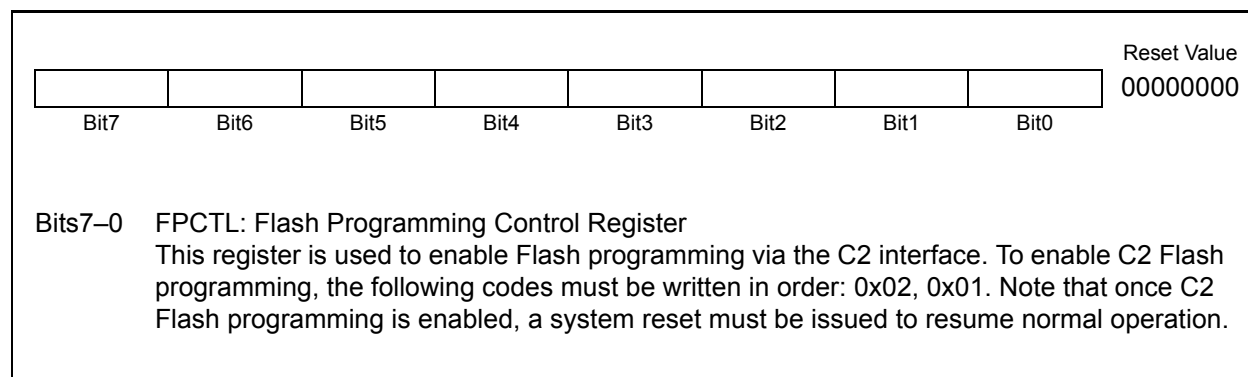 Reset Value
00000000
Bit7 Bit6 Bit5 Bit4 Bit3 Bit2 Bit1 Bit0
Bits7–0 FPCTL: Flash Programming Control Register
This register is used to enable Flash programming via the C2 interface. To enable C2 Flash
programming, the following codes must be written in order: 0x02, 0x01. Note that once C2
Flash programming is enabled, a system reset must be issued to resume normal operation.